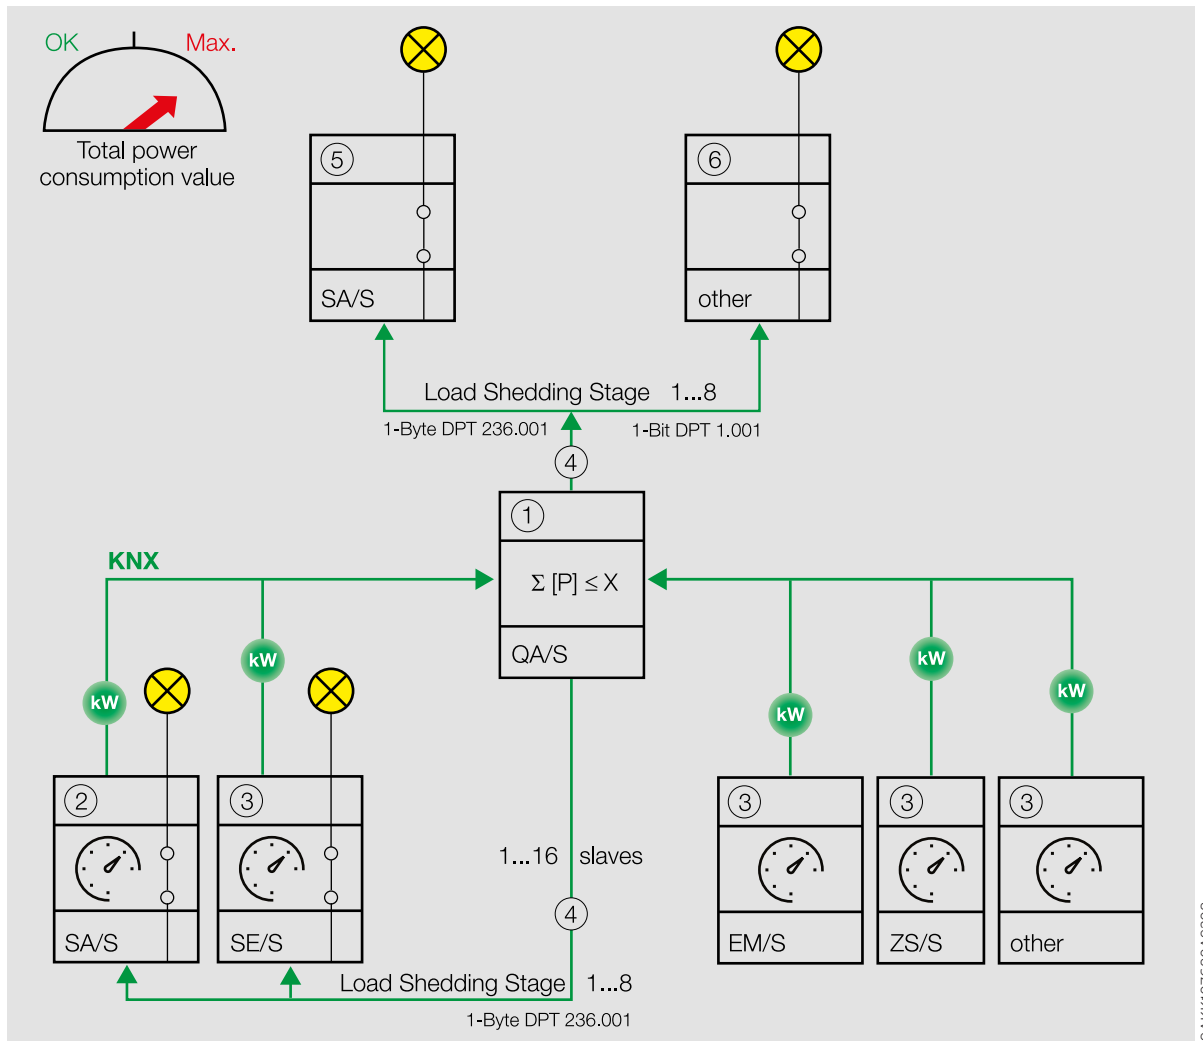 OK
Max.
Total power
consumption value
5
SA/S
6
other
Load Shedding Stage 1...8
1-Byte DPT 236.001
1-Bit DPT 1.001
4
1
Σ [P] ≤ X
QA/S
KNX
kW
kW
kW
kW
kW
2
SA/S
3
SE/S
3
EM/S
3
ZS/S
3
other
1...16 slaves
4
Load Shedding Stage 1...8
1-Byte DPT 236.001